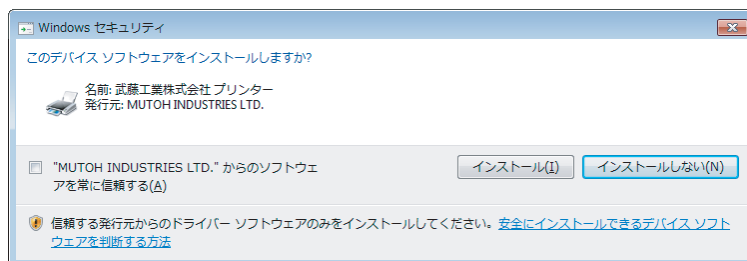 Windows セキュリティ
このデバイス ソフトウェアをインストールしますか?
名前: 武藤工業株式会社 プリンター
発行元: MUTOH INDUSTRIES LTD.
"MUTOH INDUSTRIES LTD." からのソフトウェ
アを常に信頼する(A)
インストール(I)
インストールしない(N)
信頼する発行元からのドライバー ソフトウェアのみをインストールしてください。安全にインストールできるデバイス ソフト
ウェアを判断する方法